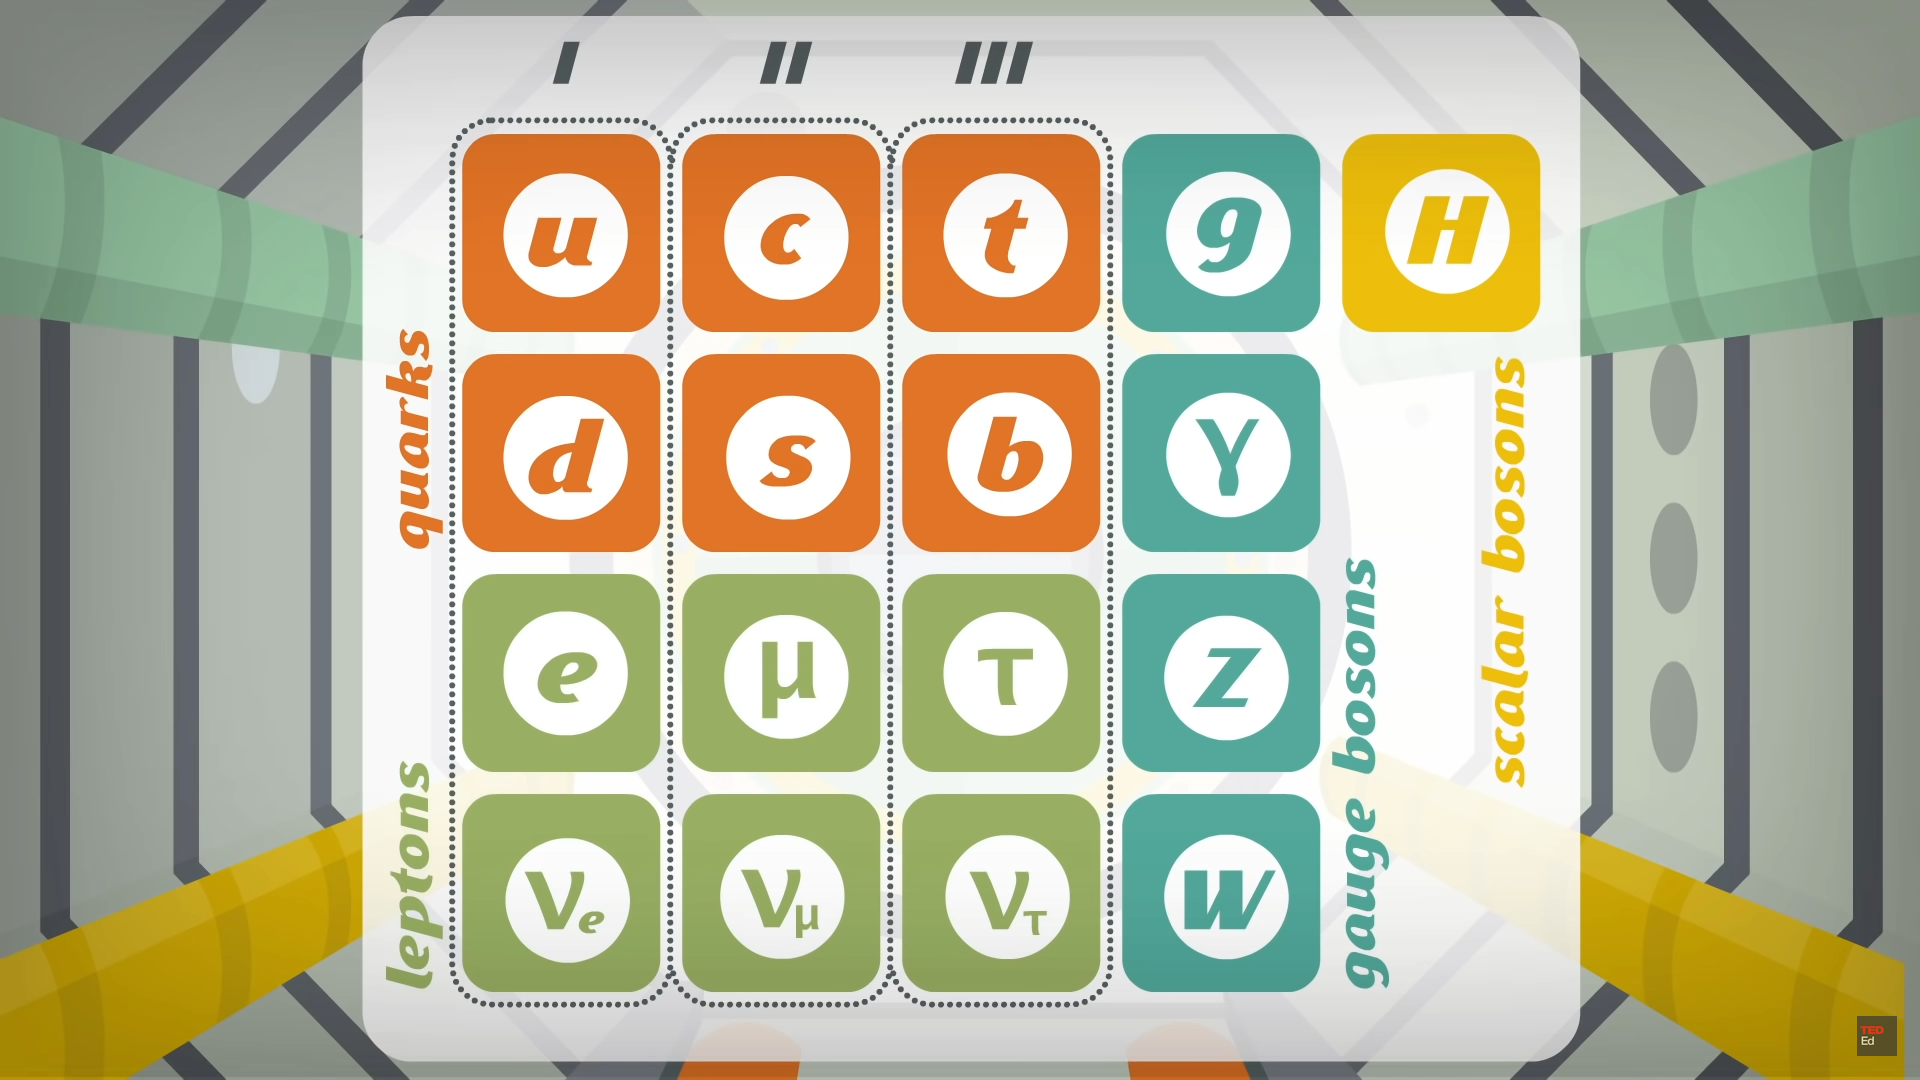 I II III
u c t g H
d s b γ
e μ τ Z
νe νμ ντ W
quarks
leptons
gauge bosons
scalar bosons
TED
Ed